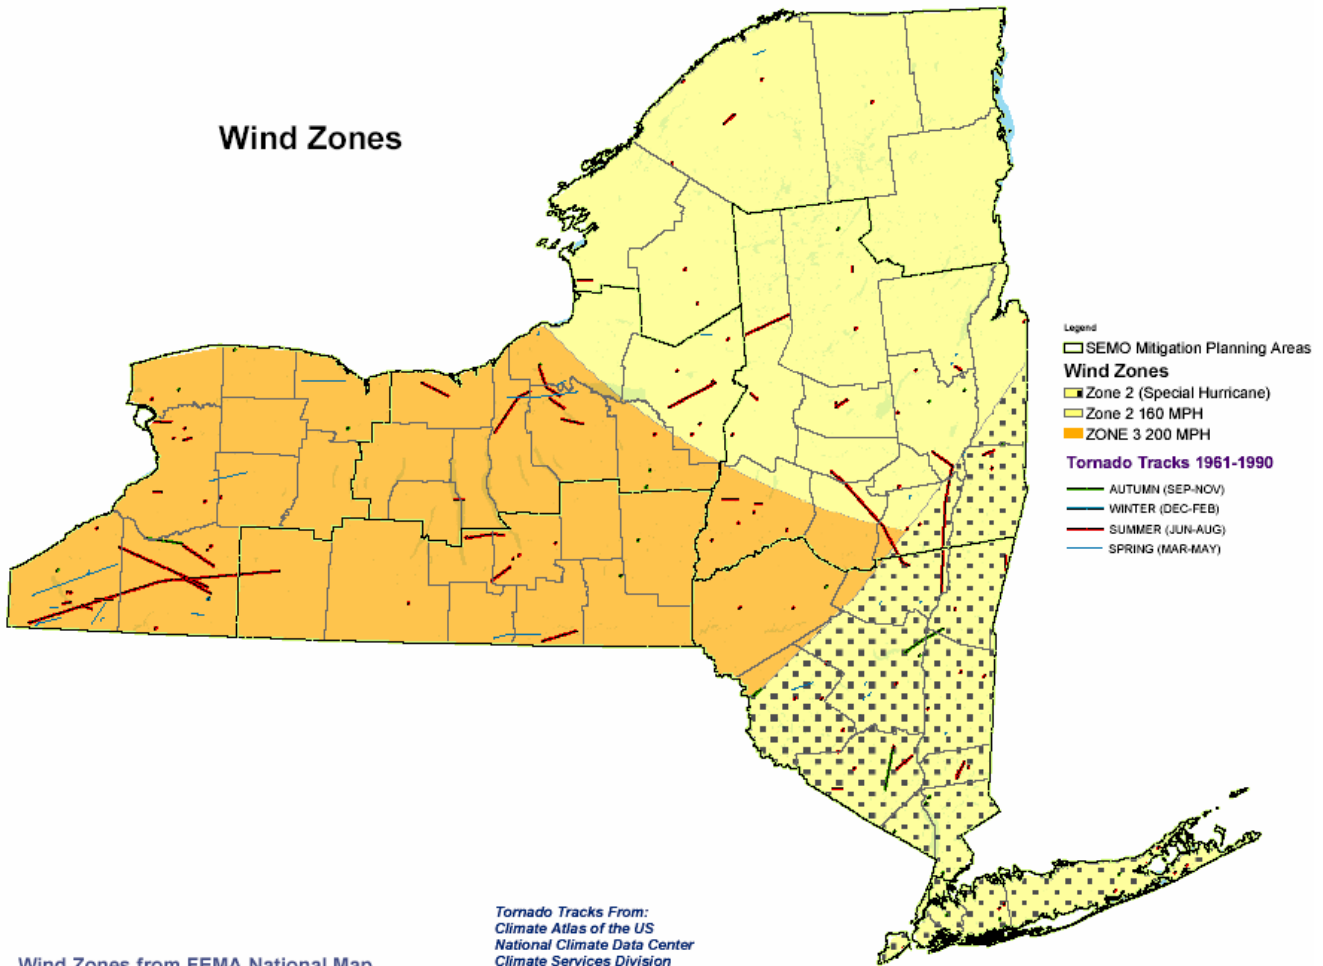 Wind Zones
Legend
SEMO Mitigation Planning Areas
Wind Zones
Zone 2 (Special Hurricane)
Zone 2 160 MPH
ZONE 3 200 MPH
Tornado Tracks 1961-1990
AUTUMN (SEP-NOV)
WINTER (DEC-FEB)
SUMMER (JUN-AUG)
SPRING (MAR-MAY)
Tornado Tracks From:
Climate Atlas of the US
National Climate Data Center
Climate Services Division
Wind Zones from FEMA National Map